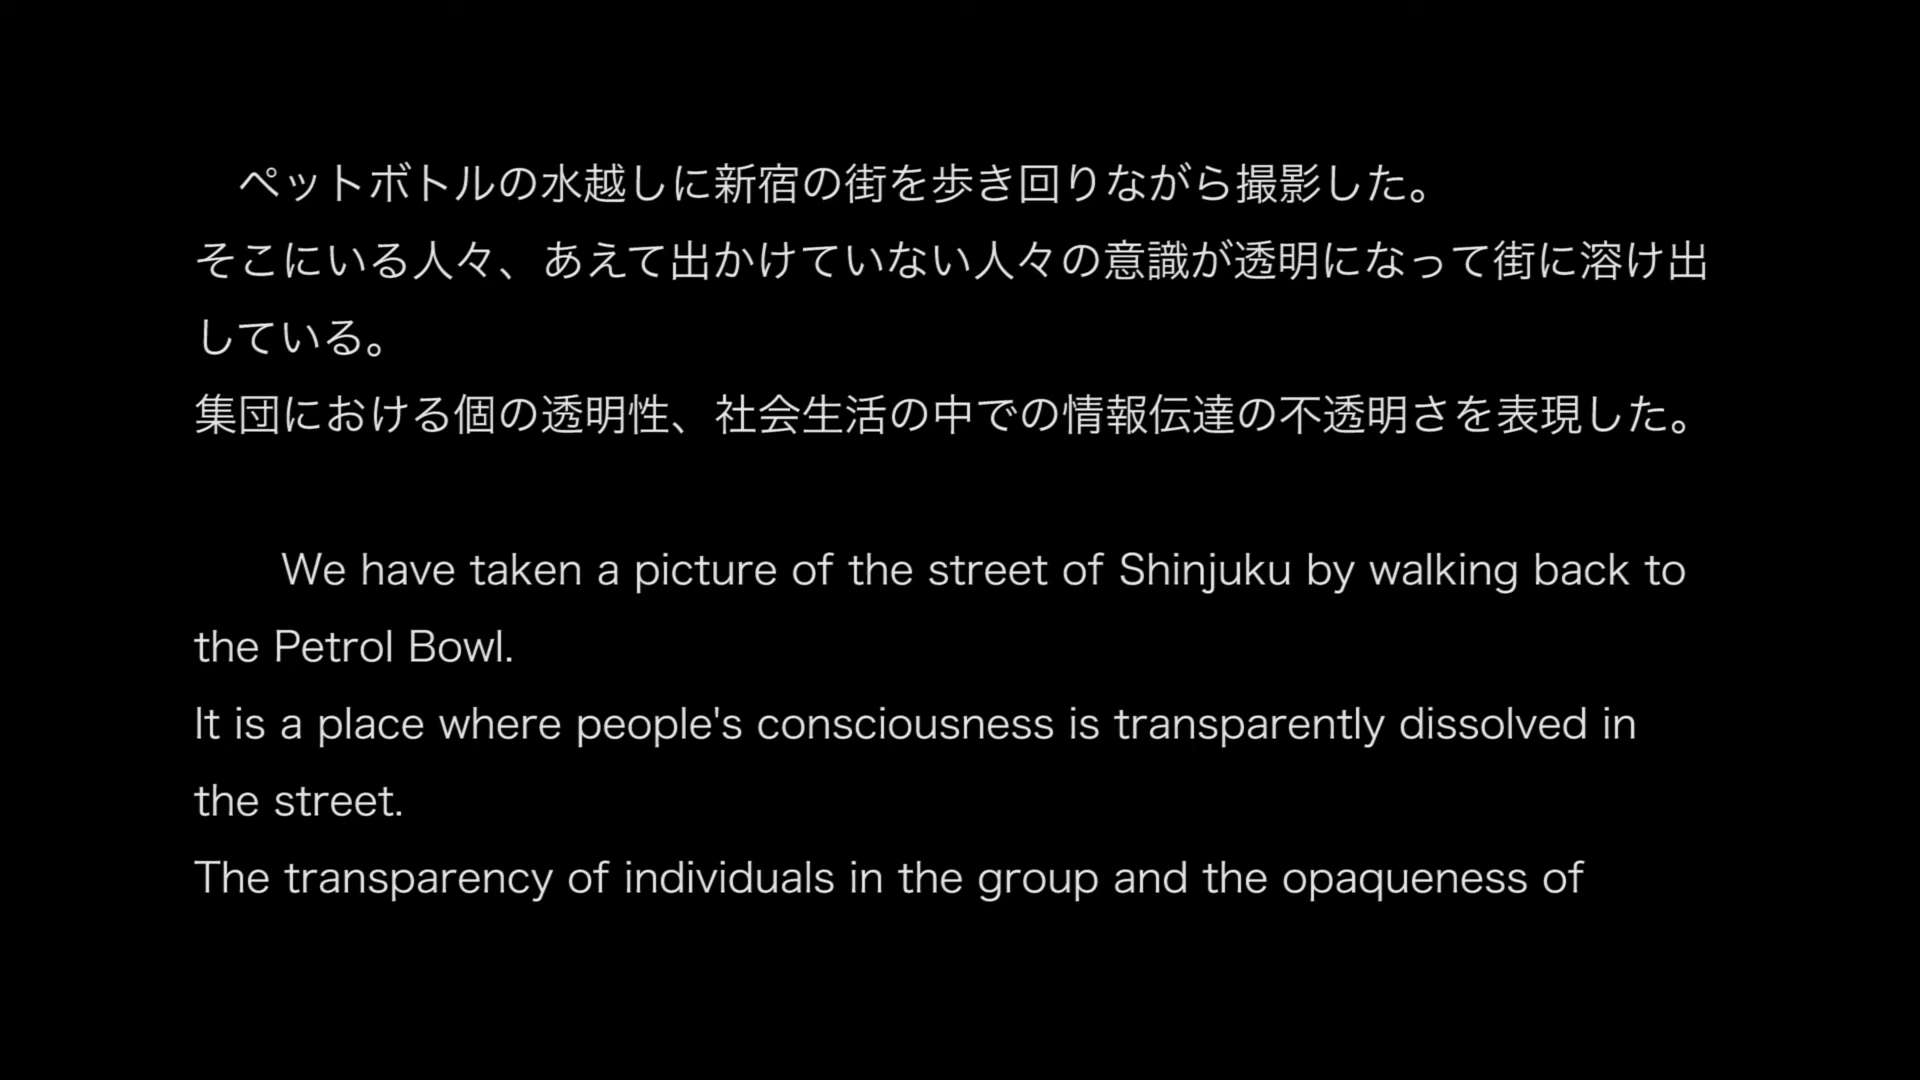 ペットボトルの水越しに新宿の街を歩き回りながら撮影した。
そこにいる人々、あえて出かけていない人々の意識が透明になって街に溶け出
している。
集団における個の透明性、社会生活の中での情報伝達の不透明さを表現した。
We have taken a picture of the street of Shinjuku by walking back to
the Petrol Bowl.
It is a place where people's consciousness is transparently dissolved in
the street.
The transparency of individuals in the group and the opaqueness of